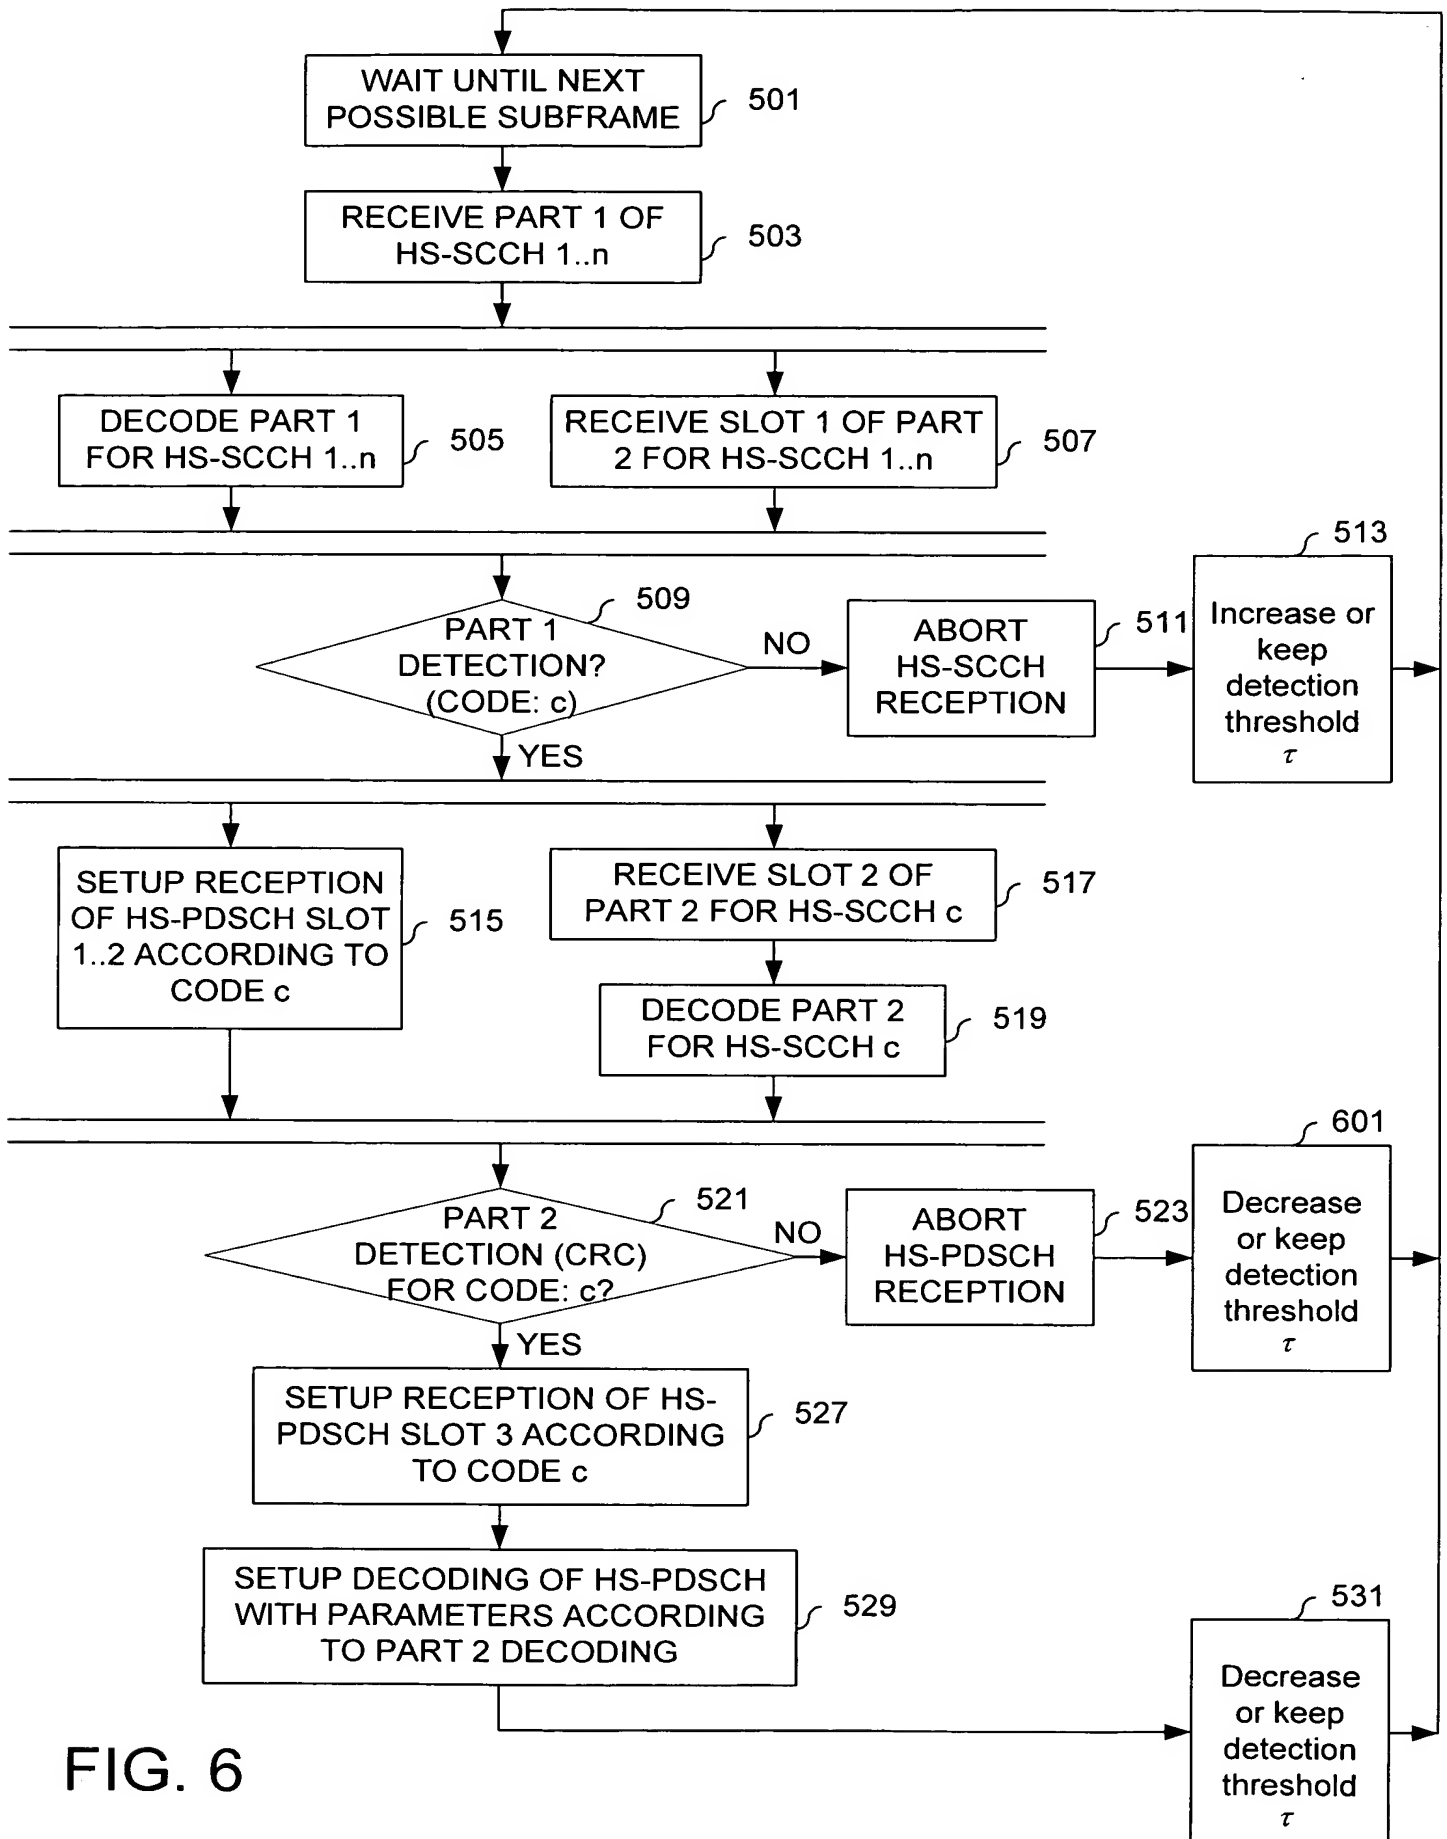 WAIT UNTIL NEXT
POSSIBLE SUBFRAME
501
RECEIVE PART 1 OF
HS-SCCH 1..n
503
DECODE PART 1
FOR HS-SCCH 1..n
505
RECEIVE SLOT 1 OF PART
2 FOR HS-SCCH 1..n
507
PART 1
DETECTION?
(CODE: c)
509
NO
YES
ABORT
HS-SCCH
RECEPTION
511
513
Increase or
keep
detection
threshold
τ
SETUP RECEPTION
OF HS-PDSCH SLOT
1..2 ACCORDING TO
CODE c
515
RECEIVE SLOT 2 OF
PART 2 FOR HS-SCCH c
517
DECODE PART 2
FOR HS-SCCH c
519
PART 2
DETECTION (CRC)
FOR CODE: c?
521
NO
YES
ABORT
HS-PDSCH
RECEPTION
523
601
Decrease
or keep
detection
threshold
τ
SETUP RECEPTION OF HS-
PDSCH SLOT 3 ACCORDING
TO CODE c
527
SETUP DECODING OF HS-PDSCH
WITH PARAMETERS ACCORDING
TO PART 2 DECODING
529
531
Decrease
or keep
detection
threshold
τ
FIG. 6